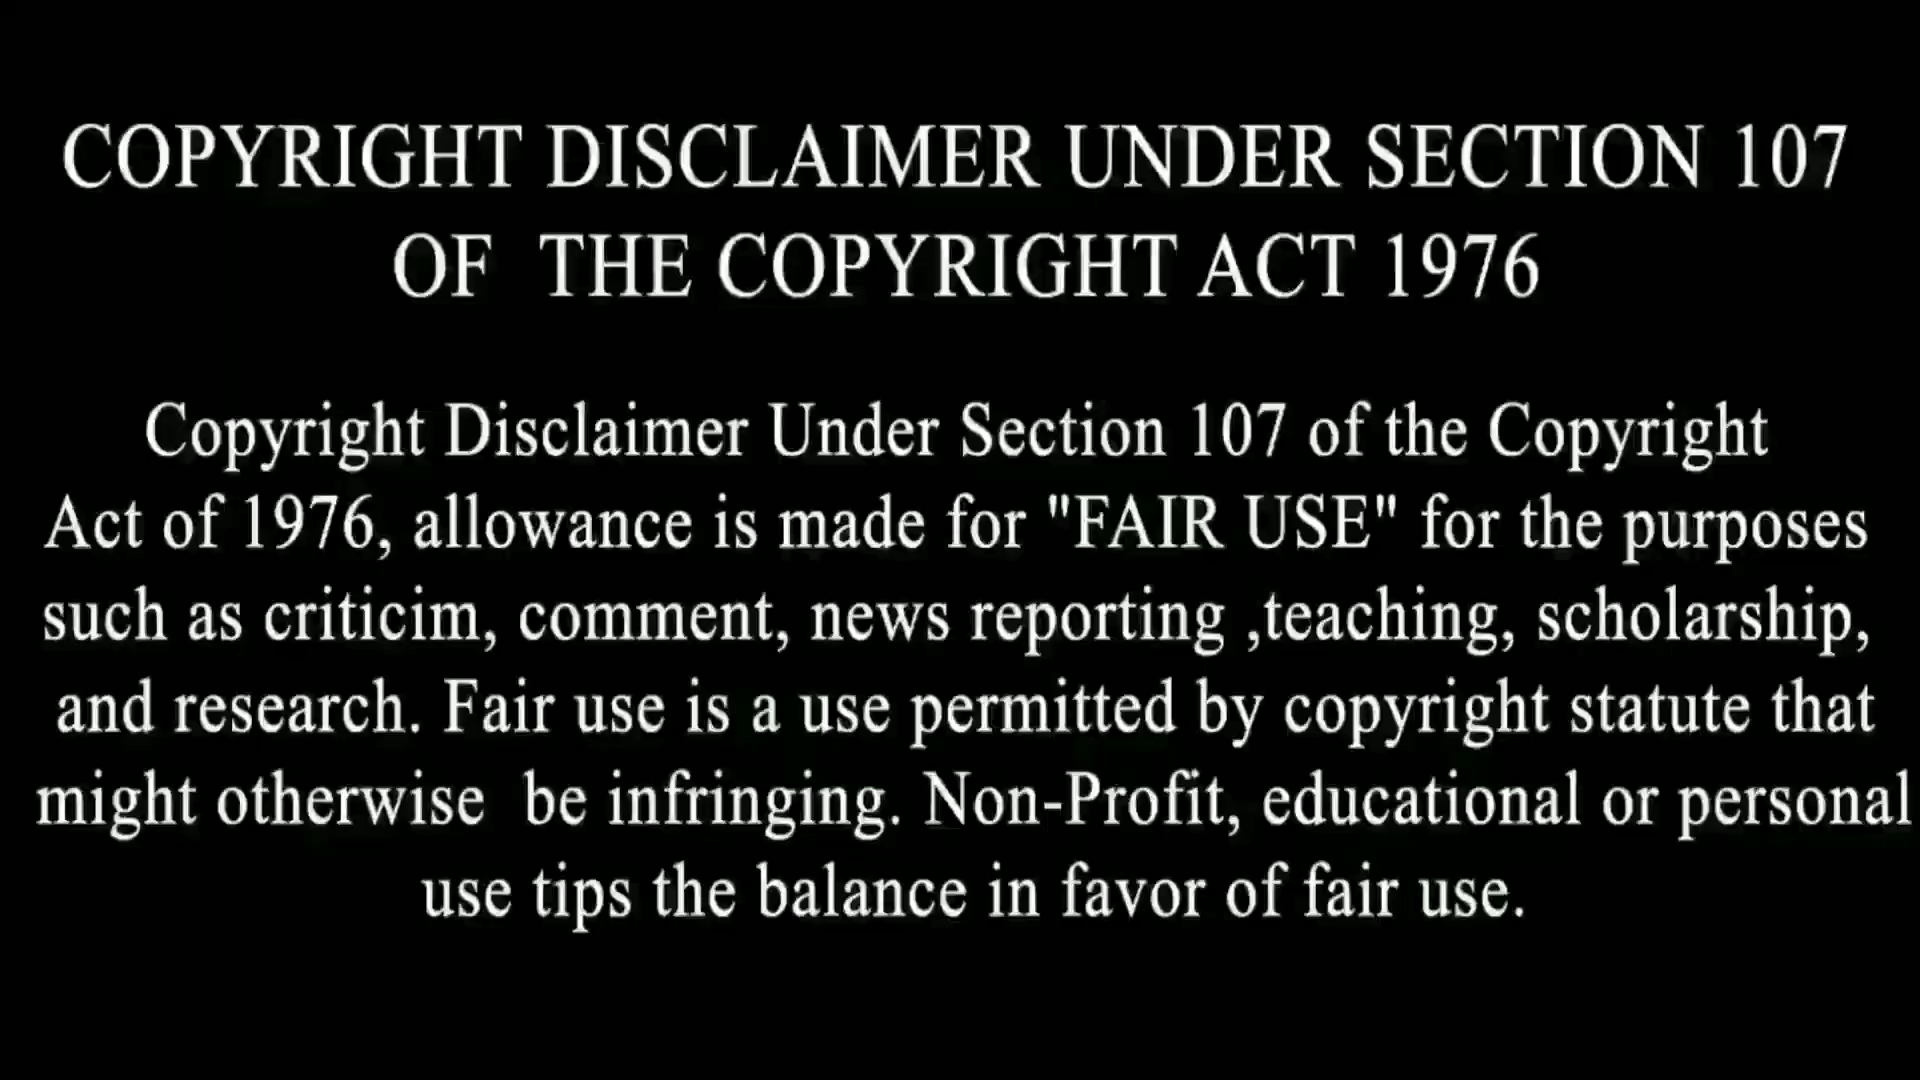 COPYRIGHT DISCLAIMER UNDER SECTION 107
OF THE COPYRIGHT ACT 1976
Copyright Disclaimer Under Section 107 of the Copyright
Act of 1976, allowance is made for "FAIR USE" for the purposes
such as criticim, comment, news reporting ,teaching, scholarship,
and research. Fair use is a use permitted by copyright statute that
might otherwise be infringing. Non-Profit, educational or personal
use tips the balance in favor of fair use.